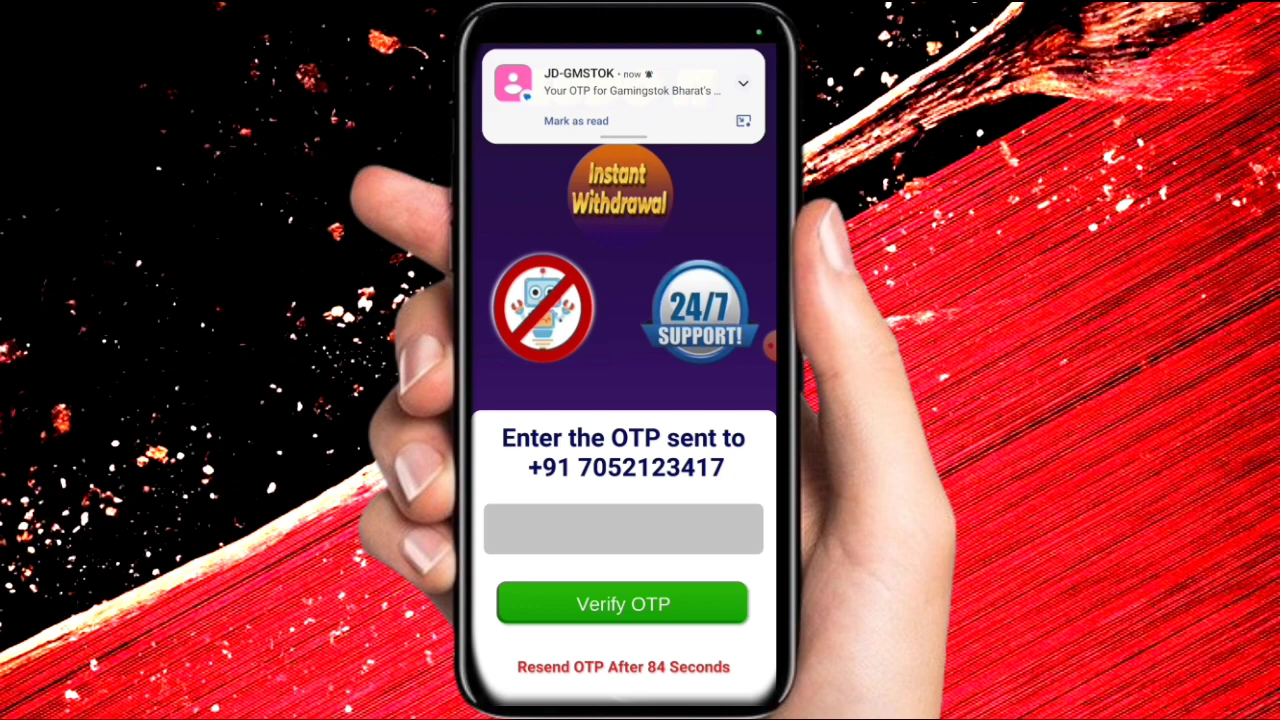 JD-GMSTOK • now
Your OTP for Gamingstok Bharat's ...
Mark as read
Instant
Withdrawal
24/7
SUPPORT!
Enter the OTP sent to
+91 7052123417
Verify OTP
Resend OTP After 84 Seconds